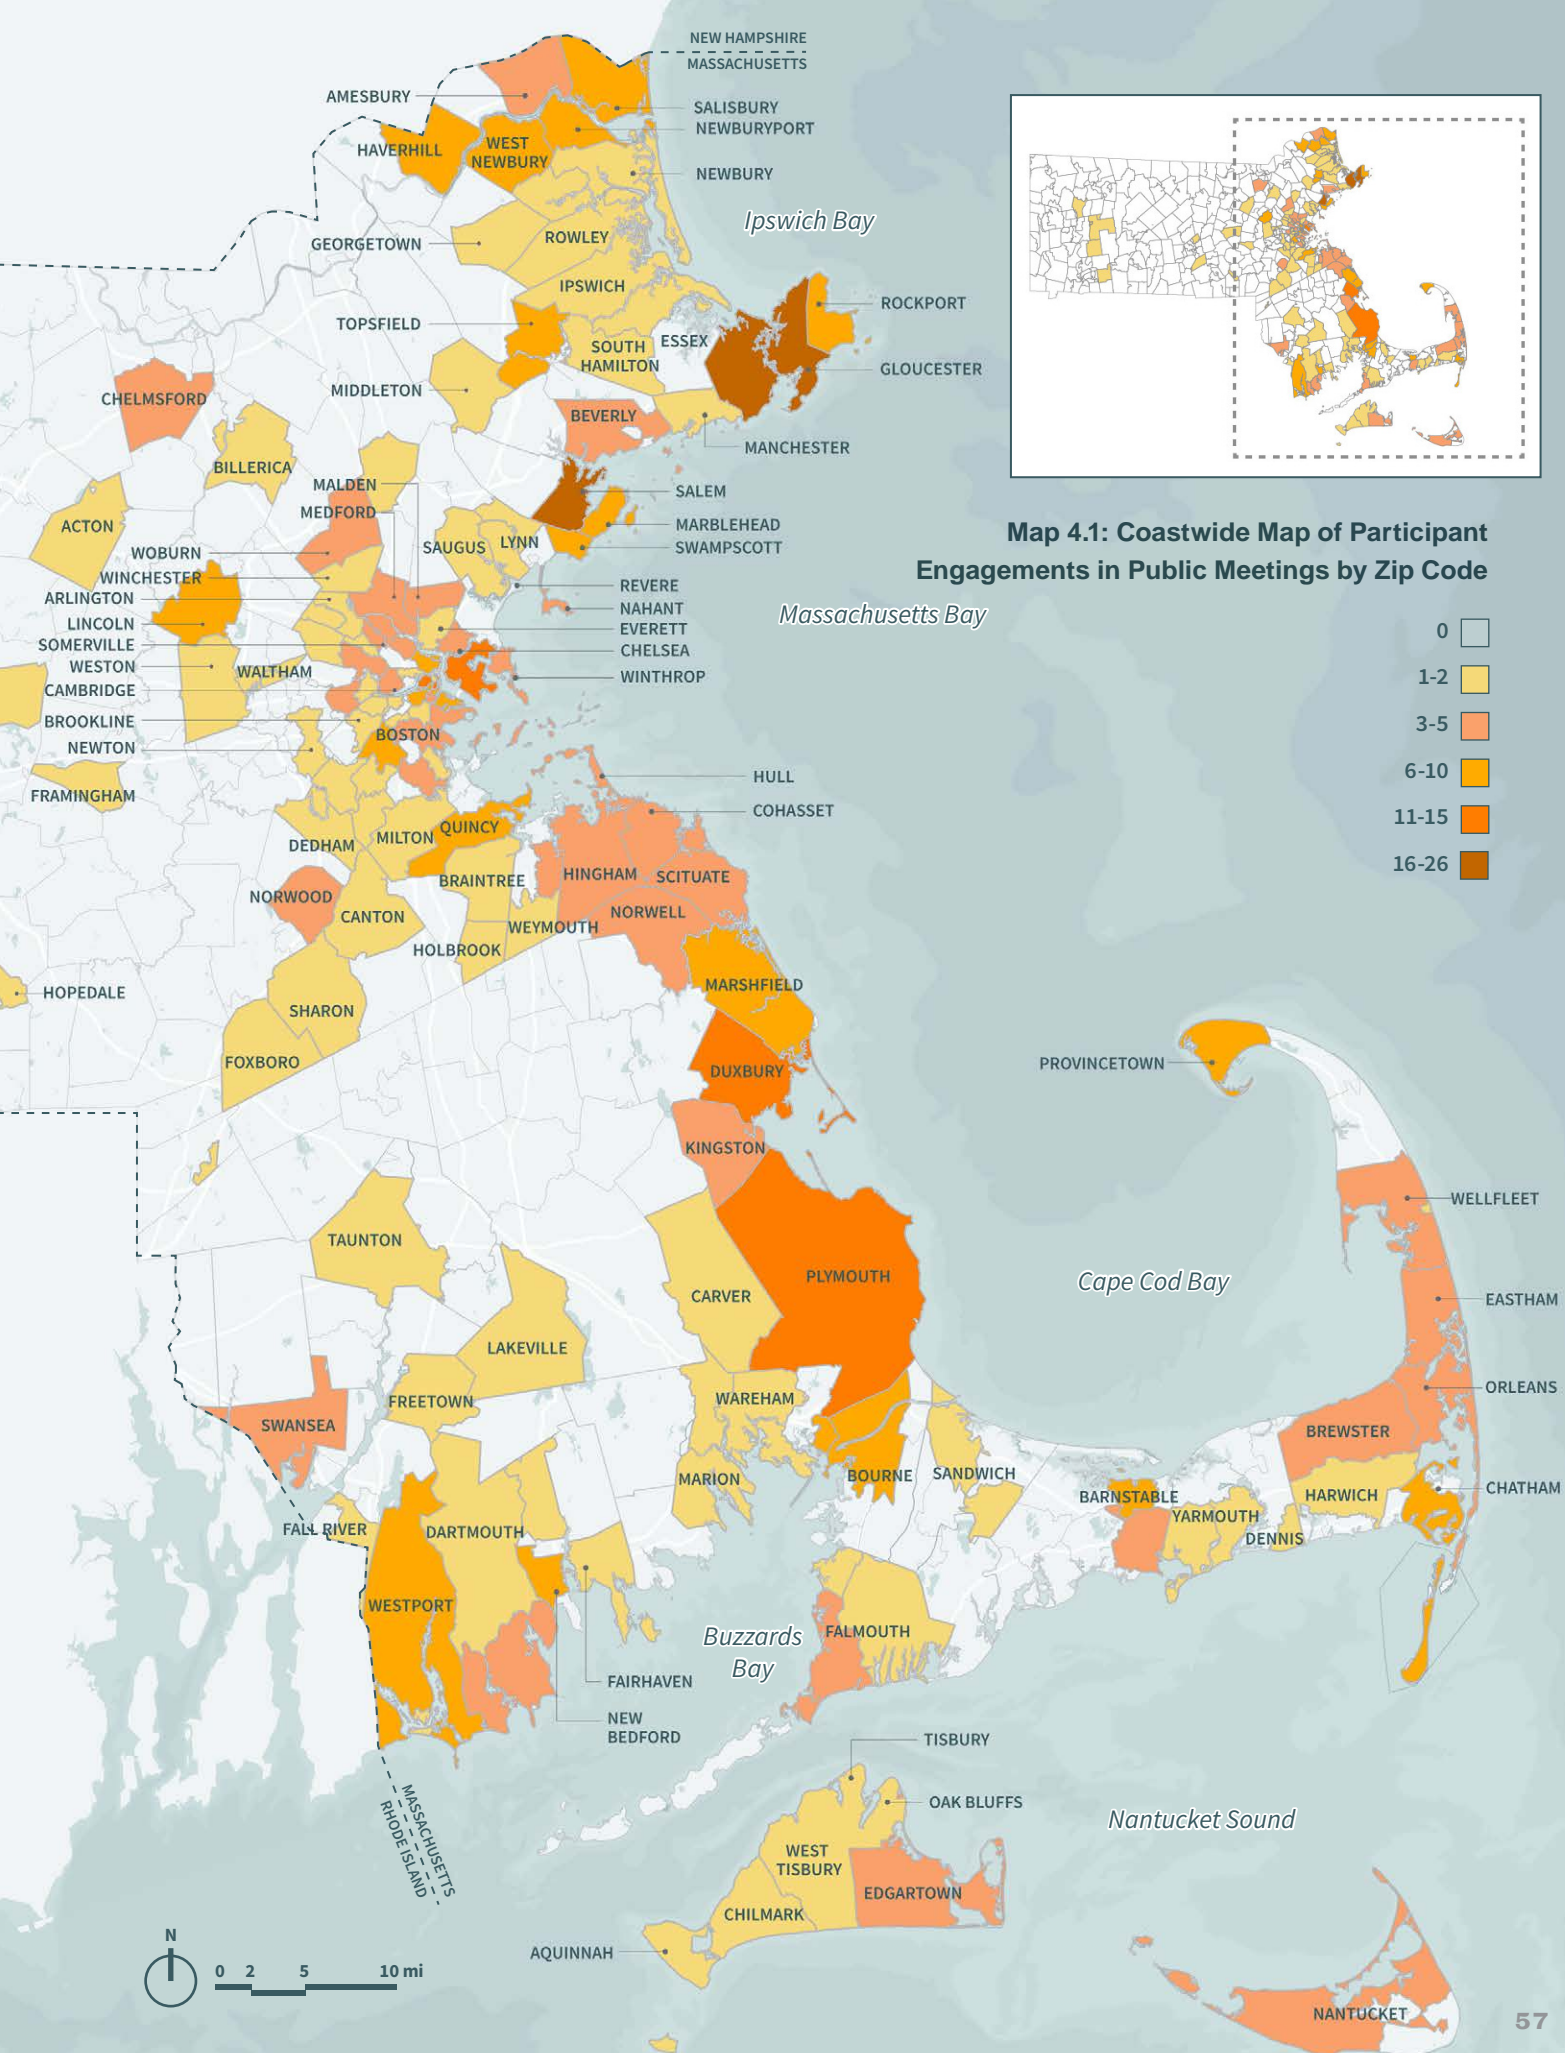 NEW HAMPSHIRE
MASSACHUSETTS
AMESBURY
SALISBURY
NEWBURYPORT
HAVERHILL
WEST
NEWBURY
NEWBURY
Ipswich Bay
GEORGETOWN
ROWLEY
IPSWICH
ROCKPORT
TOPSFIELD
ESSEX
SOUTH
HAMILTON
GLOUCESTER
MIDDLETON
CHELMSFORD
BEVERLY
MANCHESTER
BILLERICA
MALDEN
SALEM
MEDFORD
ACTON
MARBLEHEAD
SAUGUS
LYNN
SWAMPSCOTT
WOBURN
WINCHESTER
REVERE
ARLINGTON
NAHANT
LINCOLN
EVERETT
SOMERVILLE
CHELSEA
WESTON
WALTHAM
WINTHROP
CAMBRIDGE
BROOKLINE
BOSTON
NEWTON
FRAMINGHAM
HULL
COHASSET
Massachusetts Bay
Map 4.1: Coastwide Map of Participant
Engagements in Public Meetings by Zip Code
0
1-2
3-5
6-10
11-15
16-26
DEDHAM
MILTON
QUINCY
BRAINTREE
HINGHAM
SCITUATE
NORWOOD
CANTON
NORWELL
WEYMOUTH
HOLBROOK
MARSHFIELD
HOPEDALE
SHARON
FOXBORO
DUXBURY
PROVINCETOWN
KINGSTON
WELLFLEET
TAUNTON
PLYMOUTH
Cape Cod Bay
CARVER
EASTHAM
LAKEVILLE
ORLEANS
FREETOWN
WAREHAM
SWANSEA
BREWSTER
MARION
BOURNE
SANDWICH
CHATHAM
BARNSTABLE
HARWICH
YARMOUTH
FALL RIVER
DARTMOUTH
DENNIS
WESTPORT
Buzzards
Bay
FALMOUTH
FAIRHAVEN
NEW
BEDFORD
TISBURY
OAK BLUFFS
Nantucket Sound
MASSACHUSETTS
RHODE ISLAND
WEST
TISBURY
EDGARTOWN
CHILMARK
AQUINNAH
N
0 2 5 10 mi
NANTUCKET
57